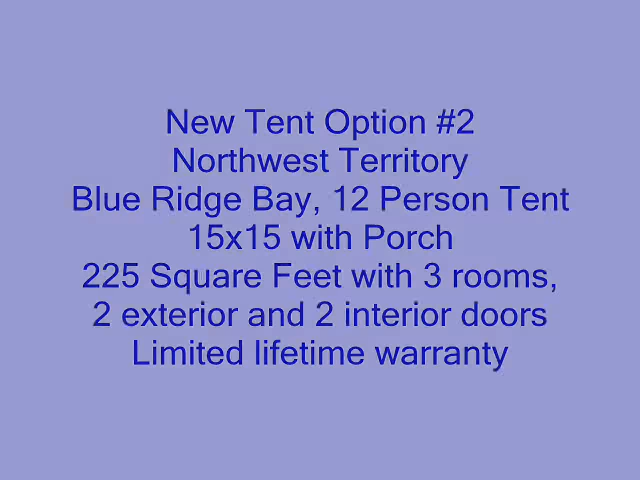 New Tent Option #2
Northwest Territory
Blue Ridge Bay, 12 Person Tent
15x15 with Porch
225 Square Feet with 3 rooms,
2 exterior and 2 interior doors
Limited lifetime warranty